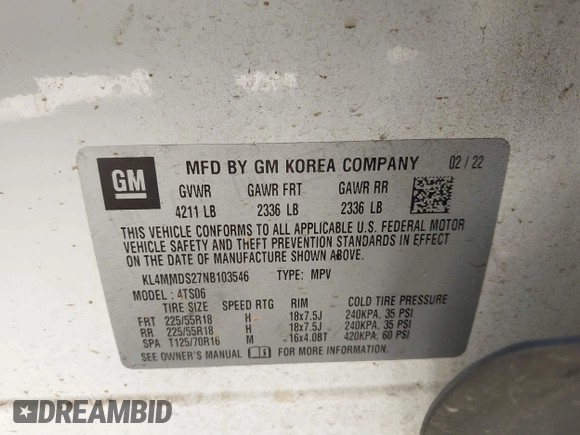 GM
MFD BY GM KOREA COMPANY 02/22
GVWR GAWR FRT GAWR RR
4211 LB 2336 LB 2336 LB
THIS VEHICLE CONFORMS TO ALL APPLICABLE U.S. FEDERAL MOTOR
VEHICLE SAFETY AND THEFT PREVENTION STANDARDS IN EFFECT
ON THE DATE OF MANUFACTURE SHOWN ABOVE.
KL4MMDS27NB103546 TYPE: MPV
MODEL: 4TS06
TIRE SIZE SPEED RTG RIM COLD TIRE PRESSURE
FRT 225/55R18 H 18x7.5J 240KPA, 35 PSI
RR 225/55R18 H 18x7.5J 240KPA, 35 PSI
SPA T125/70R16 M 16x4.0BT 420KPA, 60 PSI
SEE OWNER'S MANUAL FOR MORE INFORMATION.
DREAMBID